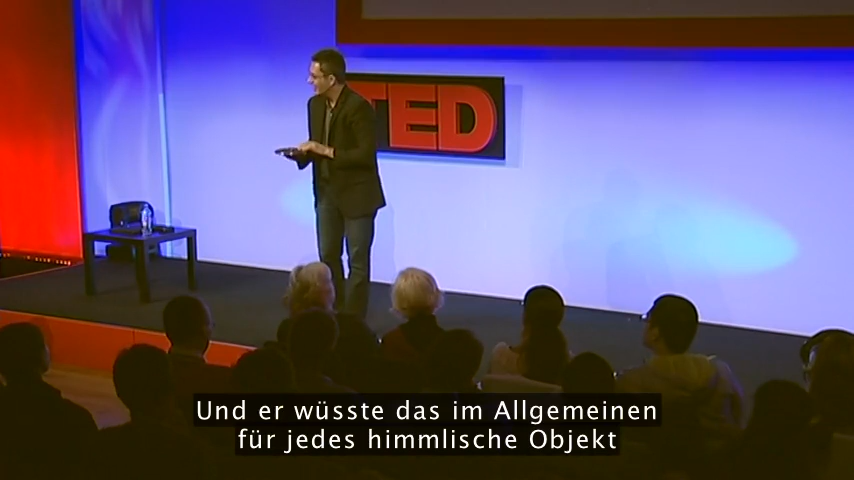 TED
Und er wüsste das im Allgemeinen
für jedes himmlische Objekt